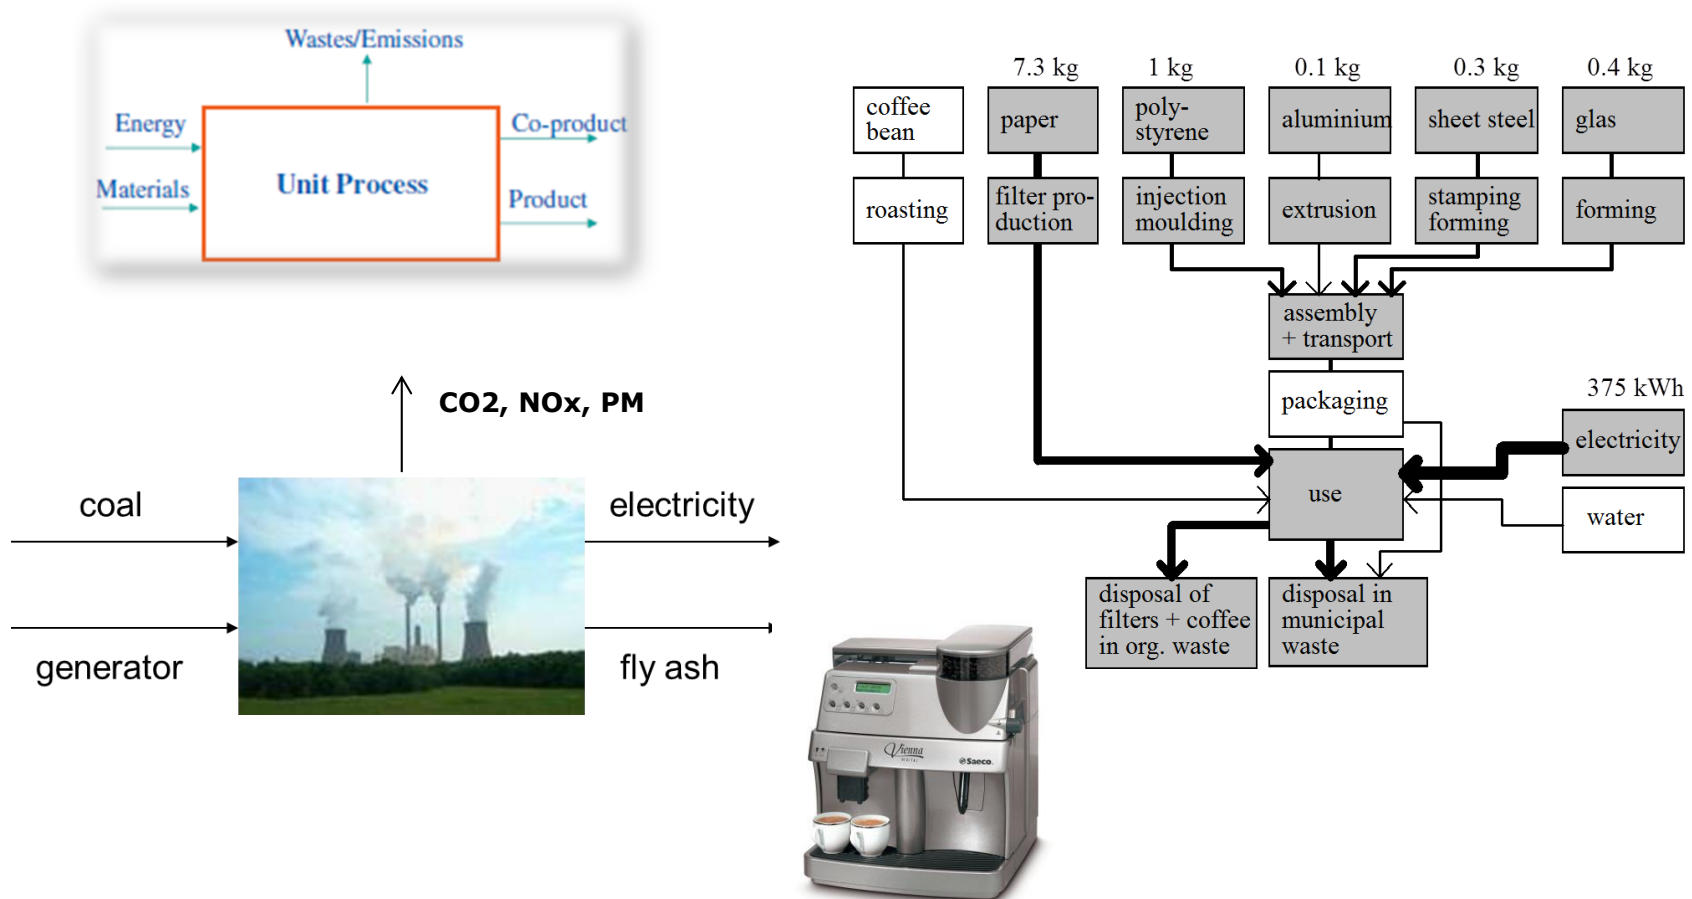 Wastes/Emissions
Energy
Co-product
Unit Process
Materials
Product
CO2, NOx, PM
coal
electricity
generator
fly ash
7.3 kg
1 kg
0.1 kg
0.3 kg
0.4 kg
coffee
bean
paper
poly-
styrene
aluminium
sheet steel
glas
roasting
filter pro-
duction
injection
moulding
extrusion
stamping
forming
forming
assembly
+ transport
packaging
375 kWh
electricity
use
water
disposal of
filters + coffee
in org. waste
disposal in
municipal
waste
Vienna
DIGITAL
Saeco